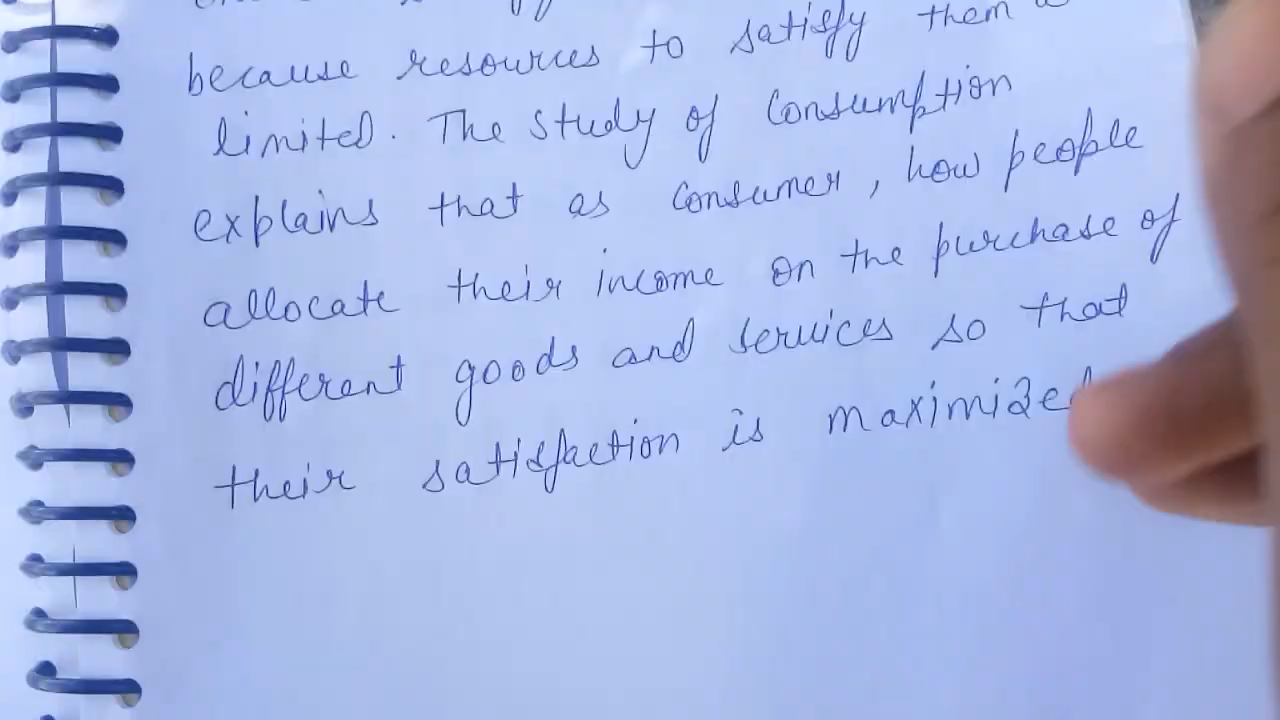 because resources to satisfy them
limited. The study of Consumption
explains that as Consumer, how people
allocate their income on the purchase of
different goods and services so that
their satisfaction is maximized